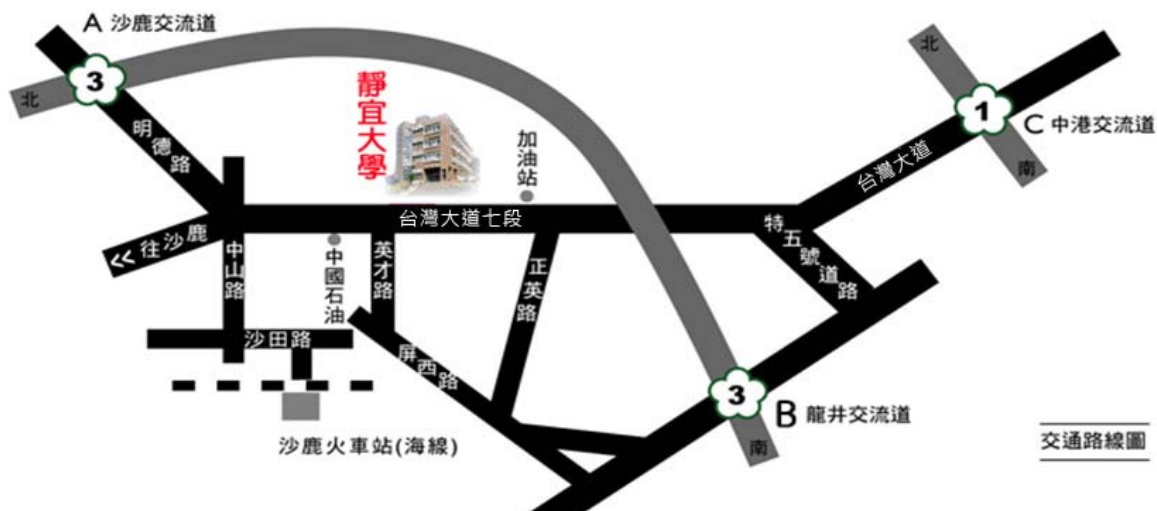 A 沙鹿交流道
3
北
明德路
靜宜大學
加油站
北
1
C 中港交流道
南
台灣大道
台灣大道七段
<< 往沙鹿
中山路
中國石油
英才路
正英路
特五號道路
沙田路
屏西路
3
B 龍井交流道
南
沙鹿火車站(海線)
交通路線圖